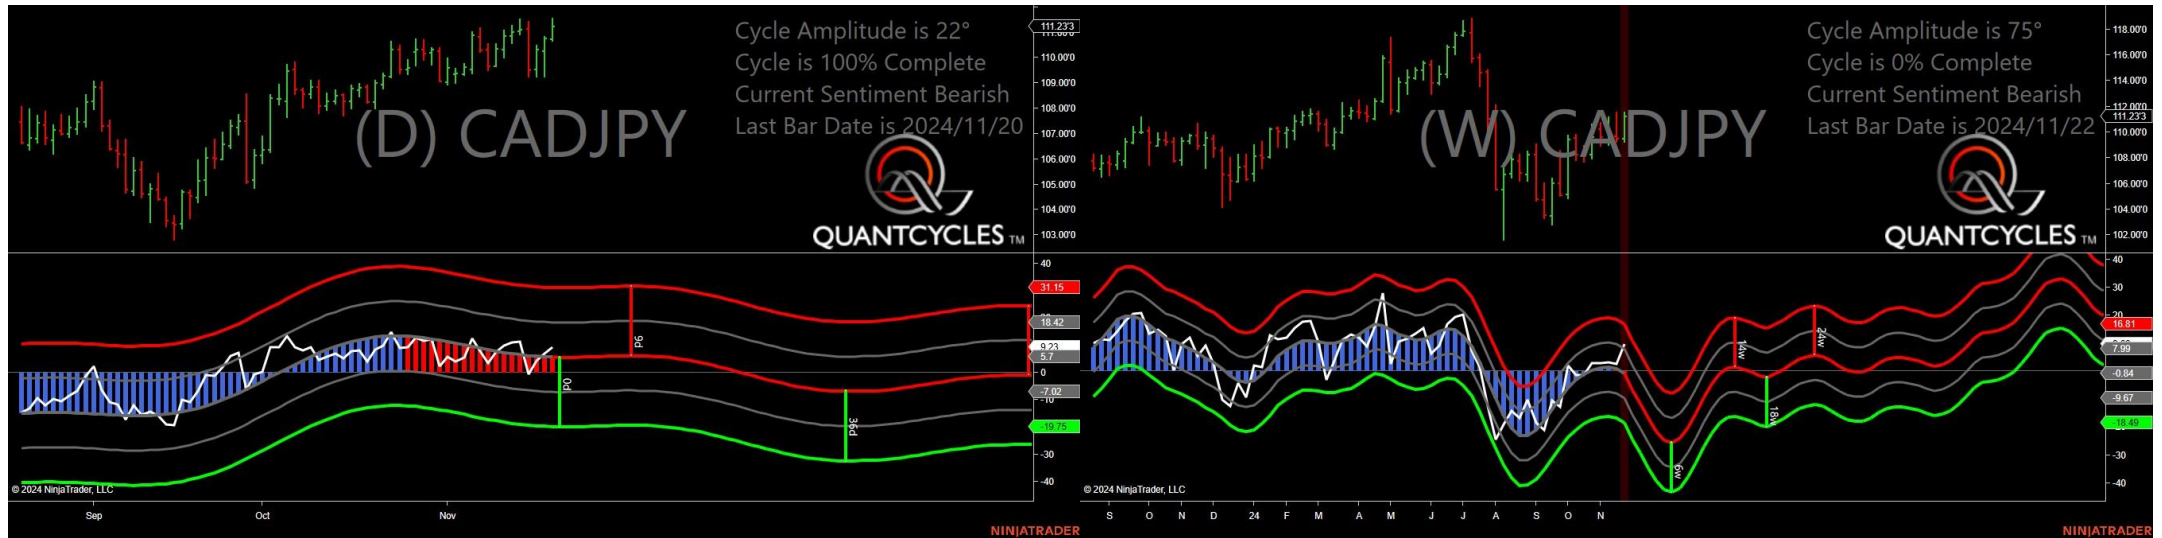 Cycle Amplitude is 22°
Cycle is 100% Complete
Current Sentiment Bearish
Last Bar Date is 2024/11/20
(D) CADJPY
QUANTCYCLES TM
111.23'3
110.00'0
109.00'0
108.00'0
107.00'0
106.00'0
105.00'0
104.00'0
103.00'0
40
31.15
18.42
9.23
5.7
0
-7.02
-10
-19.75
-30
-40
p9
p0
36d
© 2024 NinjaTrader, LLC
Sep Oct Nov
NINJATRADER
Cycle Amplitude is 75°
Cycle is 0% Complete
Current Sentiment Bearish
Last Bar Date is 2024/11/22
(W) CADJPY
QUANTCYCLES TM
118.00'0
116.00'0
114.00'0
112.00'0
111.23'3
110.00'0
108.00'0
106.00'0
104.00'0
102.00'0
40
30
20
16.81
7.99
-0.84
-9.67
-18.49
-30
-40
14w
24w
18w
6w
© 2024 NinjaTrader, LLC
S O N D 24 F M A M J J A S O N
NINJATRADER